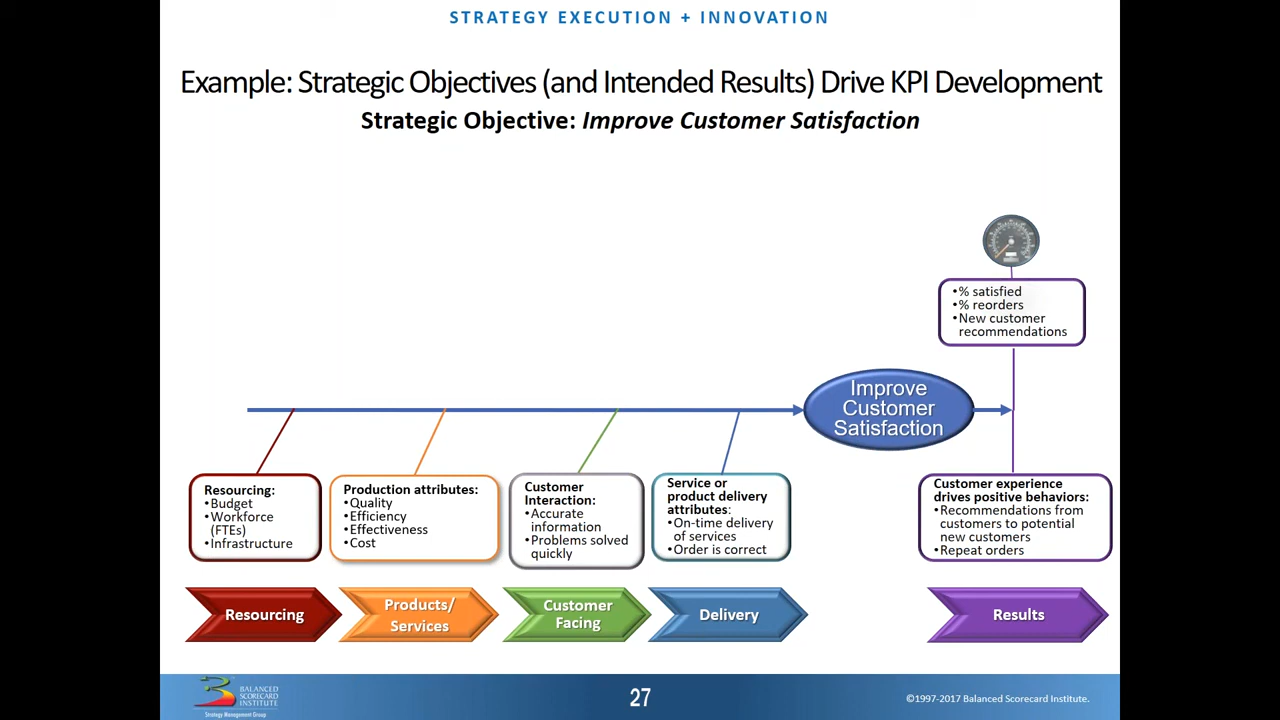 STRATEGY EXECUTION + INNOVATION
Example: Strategic Objectives (and Intended Results) Drive KPI Development
Strategic Objective: Improve Customer Satisfaction
•% satisfied
•% reorders
•New customer
recommendations
Improve
Customer
Satisfaction
Resourcing:
•Budget
•Workforce
(FTEs)
•Infrastructure
Production attributes:
•Quality
•Efficiency
•Effectiveness
•Cost
Customer
Interaction:
•Accurate
information
•Problems solved
quickly
Service or
product delivery
attributes:
•On-time delivery
of services
•Order is correct
Customer experience
drives positive behaviors:
•Recommendations from
customers to potential
new customers
•Repeat orders
Resourcing
Products/
Services
Customer
Facing
Delivery
Results
BALANCED
SCORECARD
INSTITUTE
Strategy Management Group
27
©1997-2017 Balanced Scorecard Institute.